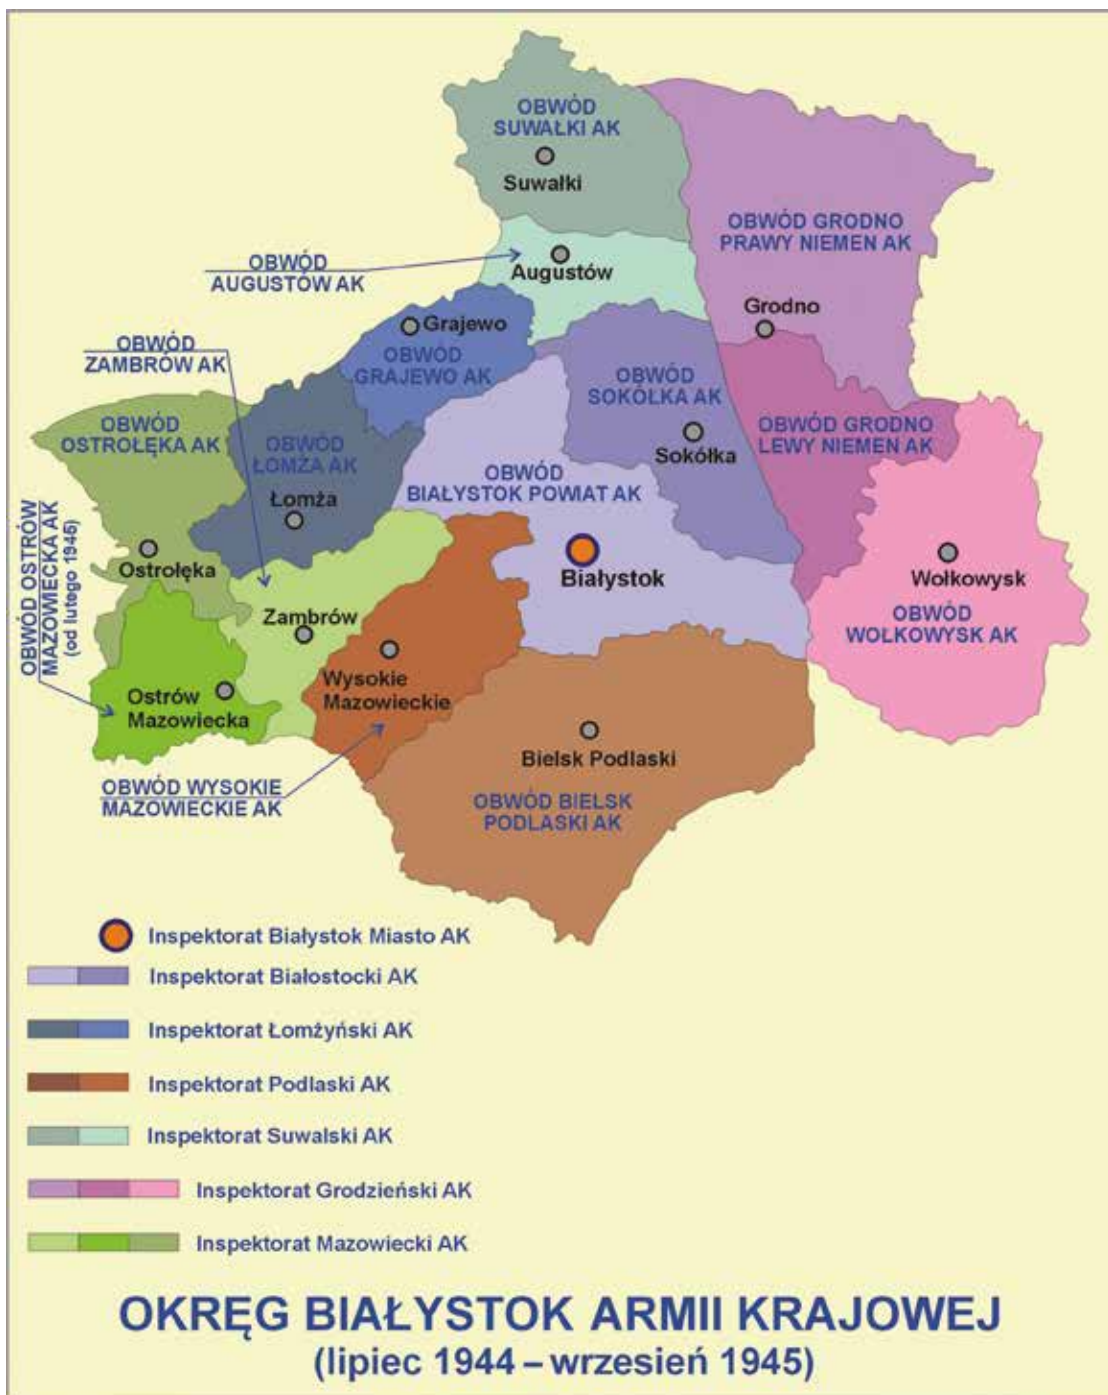 OBWÓD
SUWAŁKI AK
Suwałki
OBWÓD GRODNO
PRAWY NIEMEN AK
OBWÓD
AUGUSTÓW AK
Augustów
Grodno
Grajewo
OBWÓD
ZAMBRÓW AK
OBWÓD
GRAJEWO AK
OBWÓD
SOKÓŁKA AK
OBWÓD
OSTROŁĘKA AK
OBWÓD
ŁOMŻA AK
OBWÓD GRODNO
LEWY NIEMEN AK
Sokółka
OBWÓD
BIAŁYSTOK POWIAT AK
Łomża
OBWÓD OSTRÓW
MAZOWIECKA AK
(od lutego 1945)
Ostrołęka
Białystok
Wołkowysk
Zambrów
OBWÓD
WOŁKOWYSK AK
Wysokie
Mazowieckie
Ostrów
Mazowiecka
Bielsk Podlaski
OBWÓD WYSOKIE
MAZOWIECKIE AK
OBWÓD BIELSK
PODLASKI AK
Inspektorat Białystok Miasto AK
Inspektorat Białostocki AK
Inspektorat Łomżyński AK
Inspektorat Podlaski AK
Inspektorat Suwalski AK
Inspektorat Grodzieński AK
Inspektorat Mazowiecki AK
OKRĘG BIAŁYSTOK ARMII KRAJOWEJ
(lipiec 1944 – wrzesień 1945)